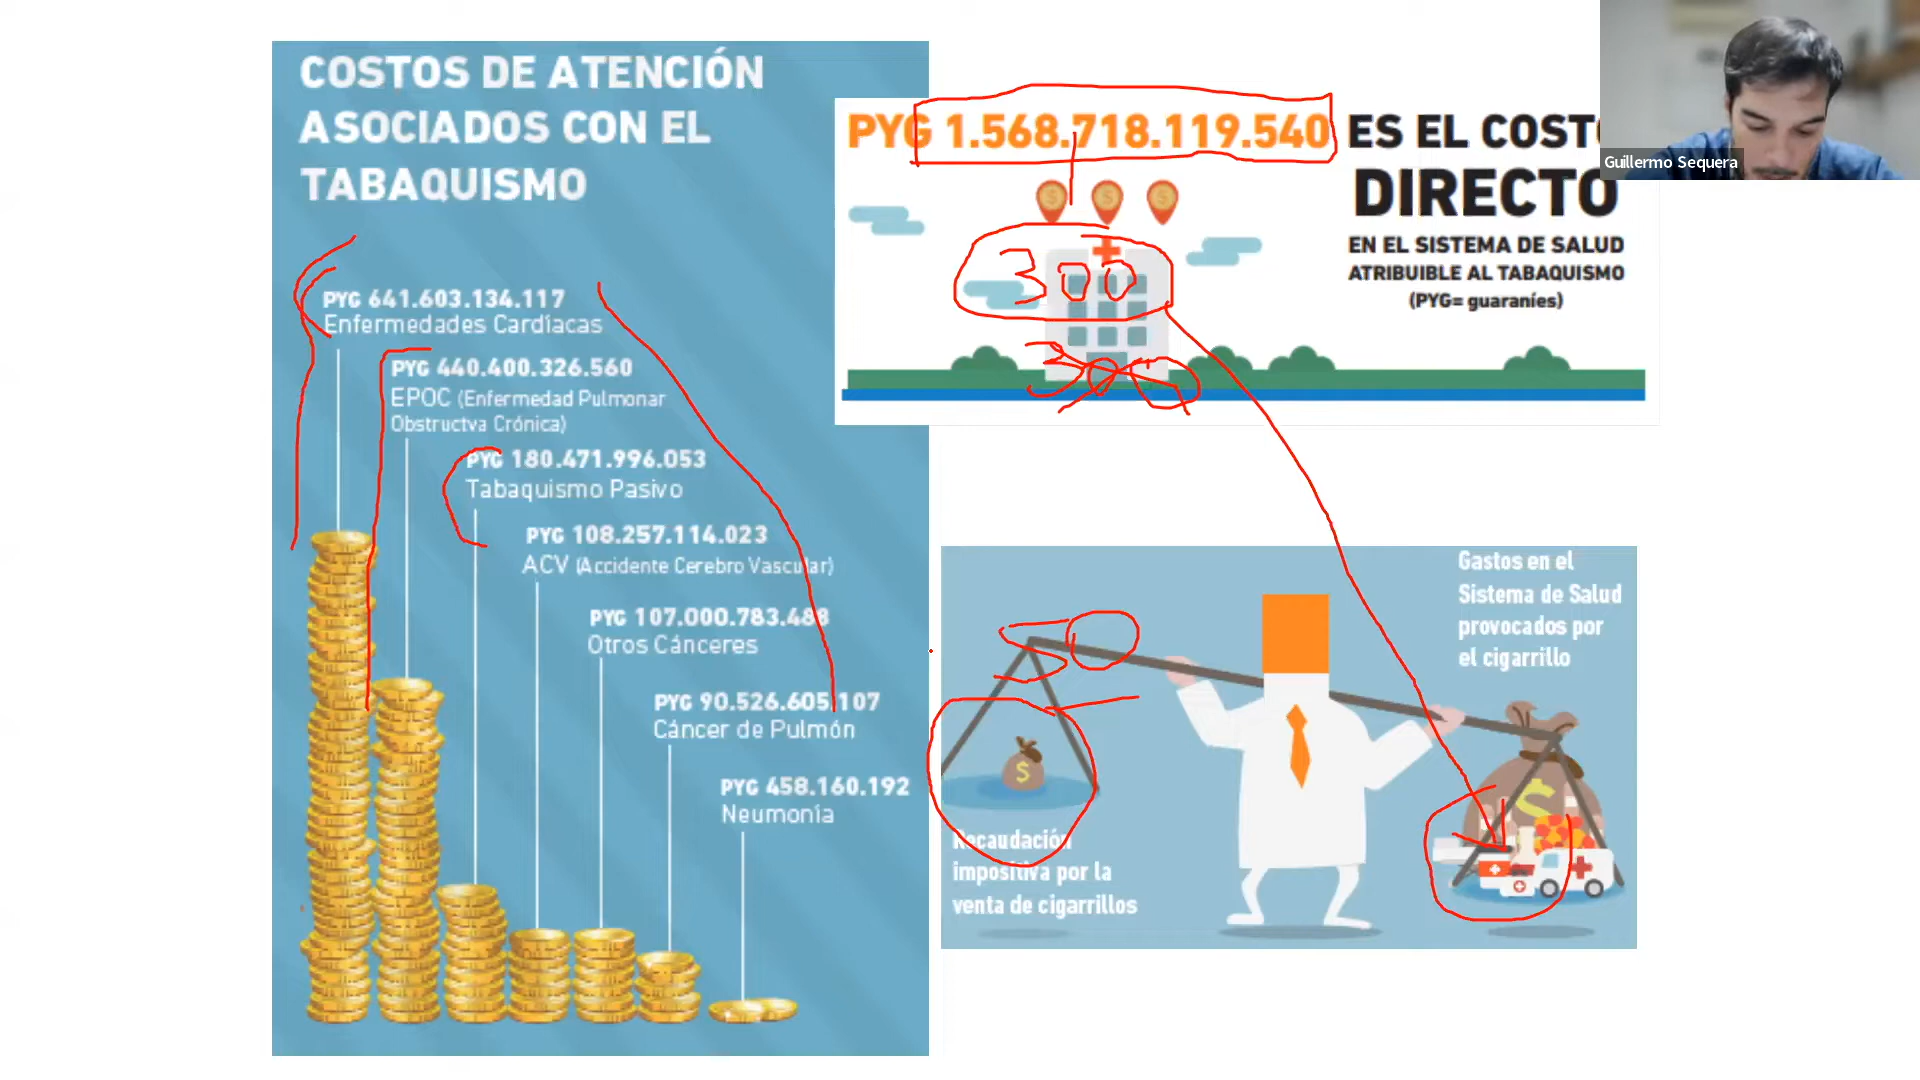 COSTOS DE ATENCIÓN
ASOCIADOS CON EL
TABAQUISMO
PYG 641.603.134.117
Enfermedades Cardíacas
PYG 440.400.326.560
EPOC (Enfermedad Pulmonar
Obstructva Crónica)
PYG 180.471.996.053
Tabaquismo Pasivo
PYG 108.257.114.023
ACV (Accidente Cerebro Vascular)
PYG 107.000.783.488
Otros Cánceres
PYG 90.526.605.107
Cáncer de Pulmón
PYG 458.160.192
Neumonía
PYG 1.568.718.119.540
ES EL COSTO
DIRECTO
EN EL SISTEMA DE SALUD
ATRIBUIBLE AL TABAQUISMO
(PYG= guaraníes)
300
50
Gastos en el
Sistema de Salud
provocados por
el cigarrillo
Recaudación
impositiva por la
venta de cigarrillos
Guillermo Sequera